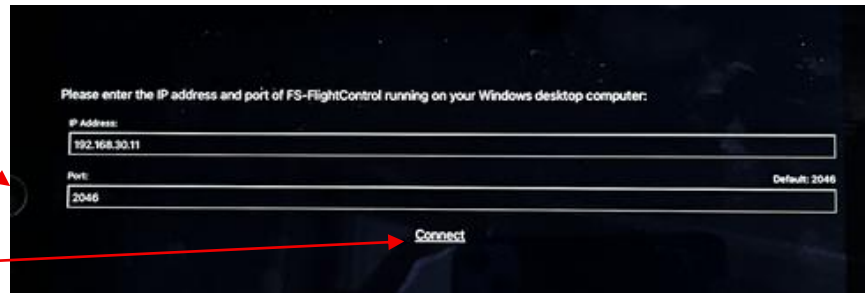 Please enter the IP address and port of FS-FlightControl running on your Windows desktop computer:
IP Address:
192.168.30.11
Port:
Default: 2046
2046
Connect